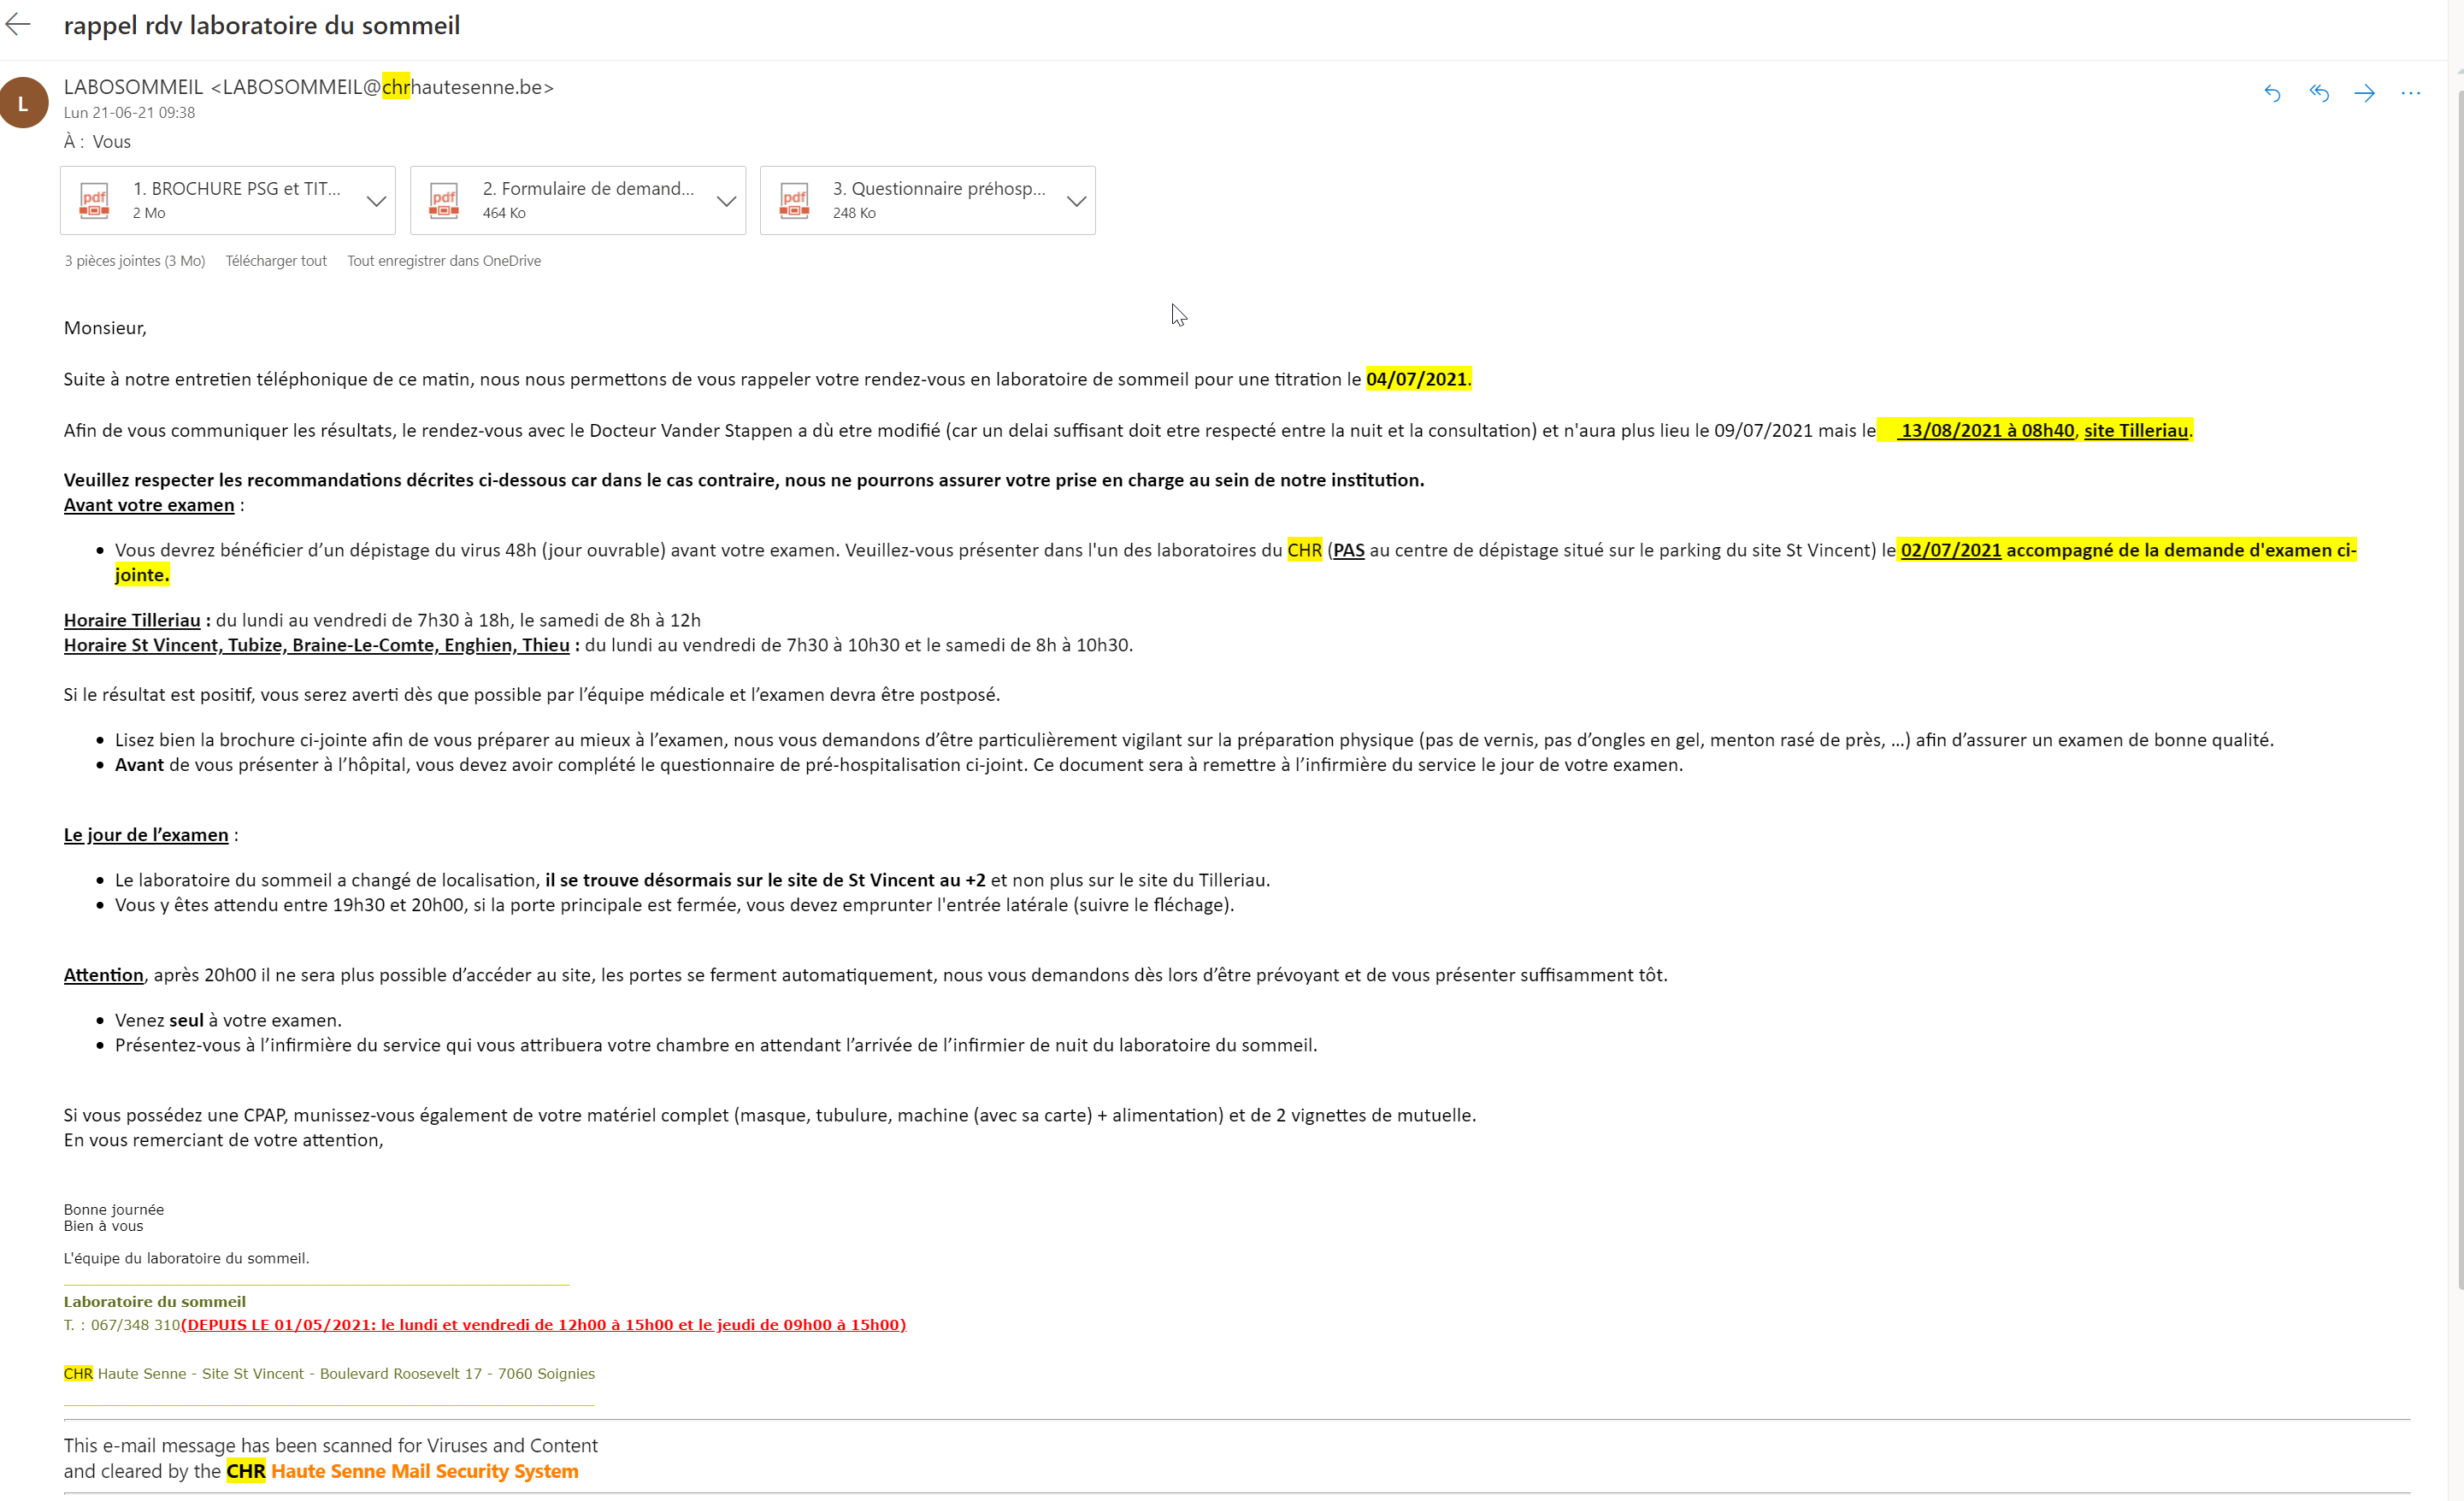 rappel rdv laboratoire du sommeil
LABOSOMMEIL <LABOSOMMEIL@chrhautesenne.be>
L
Lun 21-06-21 09:38
À : Vous
1. BROCHURE PSG et TIT...
2 Mo
2. Formulaire de demand...
464 Ko
3. Questionnaire préhosp...
248 Ko
pdf
pdf
pdf
3 pièces jointes (3 Mo) Télécharger tout Tout enregistrer dans OneDrive
Monsieur,
Suite à notre entretien téléphonique de ce matin, nous nous permettons de vous rappeler votre rendez-vous en laboratoire de sommeil pour une titration le 04/07/2021.
Afin de vous communiquer les résultats, le rendez-vous avec le Docteur Vander Stappen a dù etre modifié (car un delai suffisant doit etre respecté entre la nuit et la consultation) et n'aura plus lieu le 09/07/2021 mais le 13/08/2021 à 08h40, site Tilleriau.
Veuillez respecter les recommandations décrites ci-dessous car dans le cas contraire, nous ne pourrons assurer votre prise en charge au sein de notre institution.
Avant votre examen :
• Vous devrez bénéficier d’un dépistage du virus 48h (jour ouvrable) avant votre examen. Veuillez-vous présenter dans l'un des laboratoires du CHR (PAS au centre de dépistage situé sur le parking du site St Vincent) le 02/07/2021 accompagné de la demande d'examen ci-
jointe.
Horaire Tilleriau : du lundi au vendredi de 7h30 à 18h, le samedi de 8h à 12h
Horaire St Vincent, Tubize, Braine-Le-Comte, Enghien, Thieu : du lundi au vendredi de 7h30 à 10h30 et le samedi de 8h à 10h30.
Si le résultat est positif, vous serez averti dès que possible par l’équipe médicale et l’examen devra être postposé.
• Lisez bien la brochure ci-jointe afin de vous préparer au mieux à l’examen, nous vous demandons d’être particulièrement vigilant sur la préparation physique (pas de vernis, pas d’ongles en gel, menton rasé de près, ...) afin d’assurer un examen de bonne qualité.
• Avant de vous présenter à l’hôpital, vous devez avoir complété le questionnaire de pré-hospitalisation ci-joint. Ce document sera à remettre à l’infirmière du service le jour de votre examen.
Le jour de l’examen :
• Le laboratoire du sommeil a changé de localisation, il se trouve désormais sur le site de St Vincent au +2 et non plus sur le site du Tilleriau.
• Vous y êtes attendu entre 19h30 et 20h00, si la porte principale est fermée, vous devez emprunter l'entrée latérale (suivre le fléchage).
Attention, après 20h00 il ne sera plus possible d’accéder au site, les portes se ferment automatiquement, nous vous demandons dès lors d’être prévoyant et de vous présenter suffisamment tôt.
• Venez seul à votre examen.
• Présentez-vous à l’infirmière du service qui vous attribuera votre chambre en attendant l’arrivée de l’infirmier de nuit du laboratoire du sommeil.
Si vous possédez une CPAP, munissez-vous également de votre matériel complet (masque, tubulure, machine (avec sa carte) + alimentation) et de 2 vignettes de mutuelle.
En vous remerciant de votre attention,
Bonne journée
Bien à vous
L'équipe du laboratoire du sommeil.
Laboratoire du sommeil
T. : 067/348 310(DEPUIS LE 01/05/2021: le lundi et vendredi de 12h00 à 15h00 et le jeudi de 09h00 à 15h00)
CHR Haute Senne - Site St Vincent - Boulevard Roosevelt 17 - 7060 Soignies
This e-mail message has been scanned for Viruses and Content
and cleared by the CHR Haute Senne Mail Security System